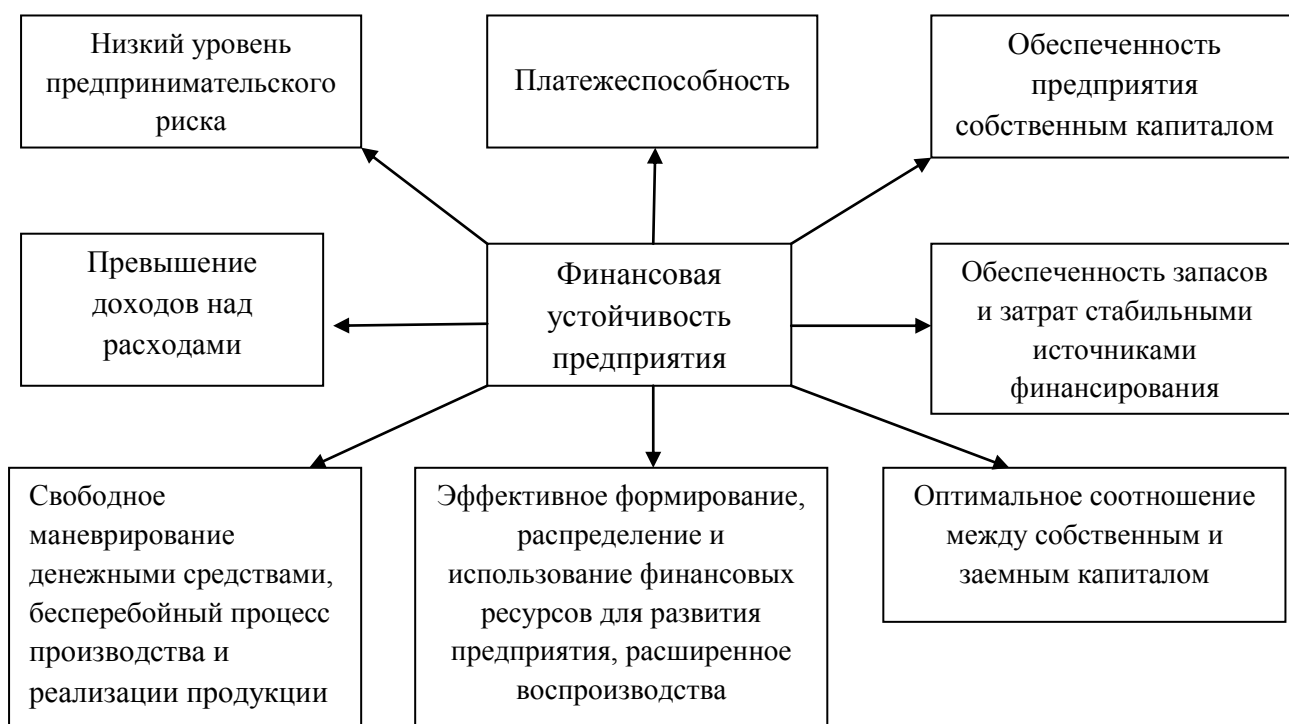 Низкий уровень
предпринимательского
риска
Платежеспособность
Обеспеченность
предприятия
собственным капиталом
Превышение
доходов над
расходами
Финансовая
устойчивость
предприятия
Обеспеченность запасов
и затрат стабильными
источниками
финансирования
Свободное
маневрирование
денежными средствами,
бесперебойный процесс
производства и
реализации продукции
Эффективное формирование,
распределение и
использование финансовых
ресурсов для развития
предприятия, расширенное
воспроизводства
Оптимальное соотношение
между собственным и
заемным капиталом